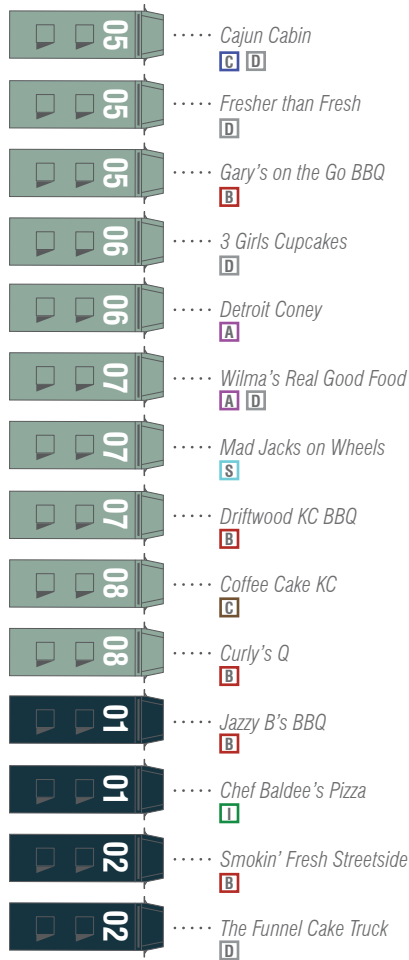 05 Cajun Cabin
C D
05 Fresher than Fresh
D
05 Gary's on the Go BBQ
B
06 3 Girls Cupcakes
D
06 Detroit Coney
A
07 Wilma's Real Good Food
A D
07 Mad Jacks on Wheels
S
07 Driftwood KC BBQ
B
08 Coffee Cake KC
C
08 Curly's Q
B
01 Jazzy B's BBQ
B
01 Chef Baldee's Pizza
I
02 Smokin' Fresh Streetside
B
02 The Funnel Cake Truck
D